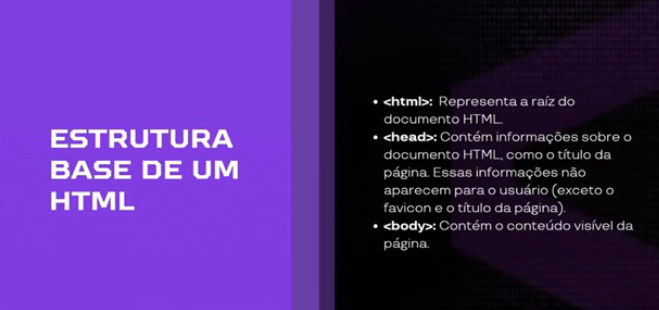 ESTRUTURA
BASE DE UM
HTML
• <html>: Representa a raíz do
documento HTML.
• <head>: Contém informações sobre o
documento HTML, como o título da
página. Essas informações não
aparecem para o usuário (exceto o
favicon e o título da página).
• <body>: Contém o conteúdo visível da
página.